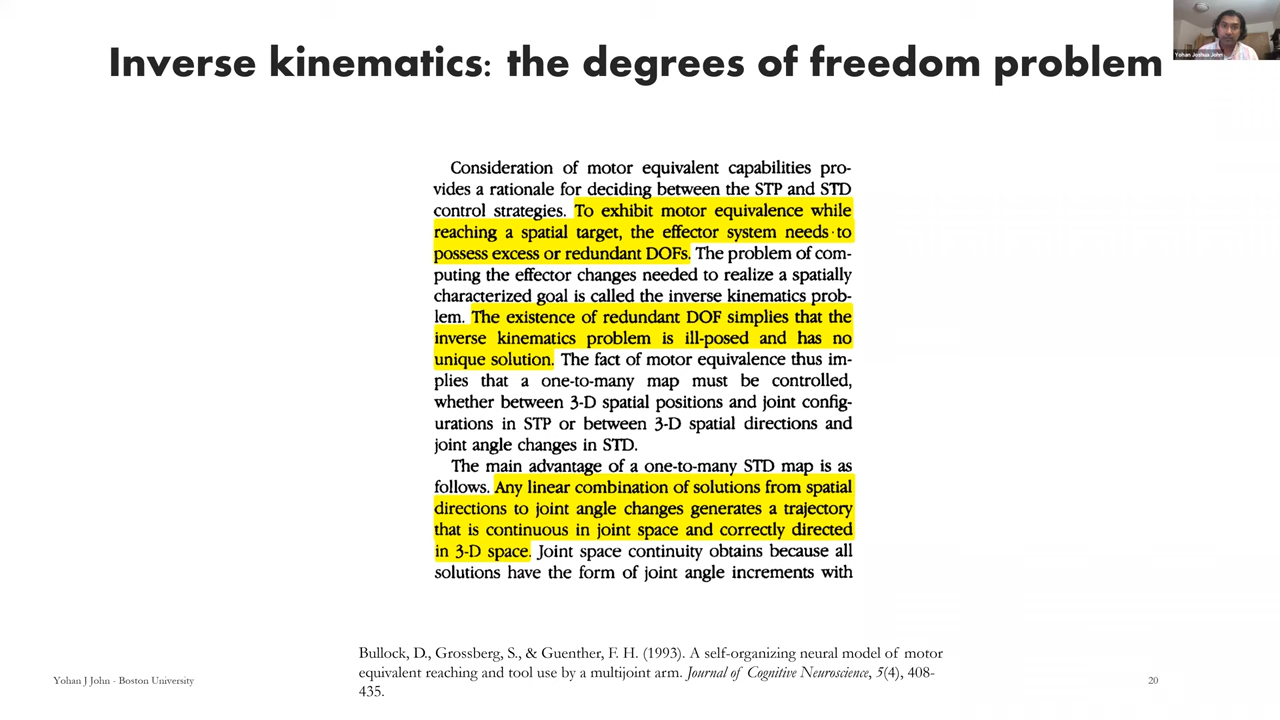 Yohan Joshua John
Inverse kinematics: the degrees of freedom problem
Consideration of motor equivalent capabilities pro-
vides a rationale for deciding between the STP and STD
control strategies. To exhibit motor equivalence while
reaching a spatial target, the effector system needs to
possess excess or redundant DOFs. The problem of com-
puting the effector changes needed to realize a spatially
characterized goal is called the inverse kinematics prob-
lem. The existence of redundant DOF simplies that the
inverse kinematics problem is ill-posed and has no
unique solution. The fact of motor equivalence thus im-
plies that a one-to-many map must be controlled,
whether between 3-D spatial positions and joint config-
urations in STP or between 3-D spatial directions and
joint angle changes in STD.
The main advantage of a one-to-many STD map is as
follows. Any linear combination of solutions from spatial
directions to joint angle changes generates a trajectory
that is continuous in joint space and correctly directed
in 3-D space. Joint space continuity obtains because all
solutions have the form of joint angle increments with
Bullock, D., Grossberg, S., & Guenther, F. H. (1993). A self-organizing neural model of motor
equivalent reaching and tool use by a multijoint arm. Journal of Cognitive Neuroscience, 5(4), 408-
435.
Yohan J John - Boston University
20